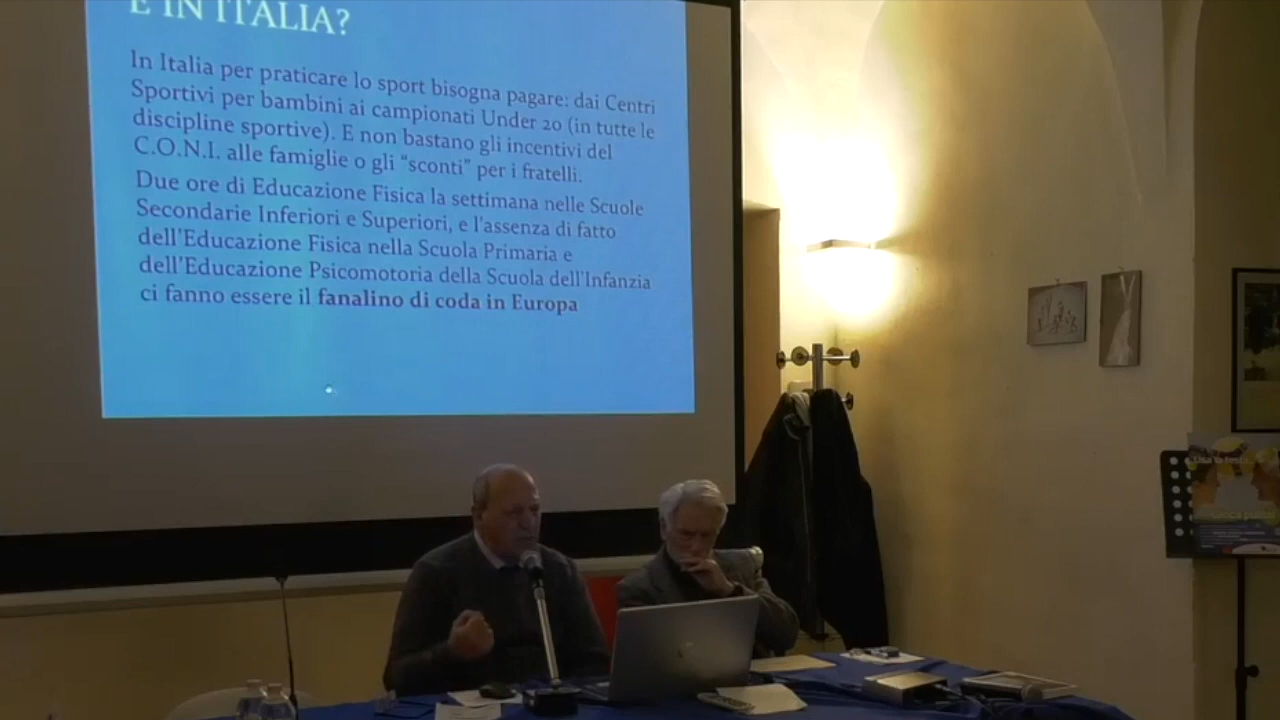 E IN ITALIA?
In Italia per praticare lo sport bisogna pagare: dai Centri
Sportivi per bambini ai campionati Under 20 (in tutte le
discipline sportive). E non bastano gli incentivi del
C.O.N.I. alle famiglie o gli “sconti” per i fratelli.
Due ore di Educazione Fisica la settimana nelle Scuole
Secondarie Inferiori e Superiori, e l'assenza di fatto
dell'Educazione Fisica nella Scuola Primaria e
dell'Educazione Psicomotoria della Scuola dell'Infanzia
ci fanno essere il fanalino di coda in Europa